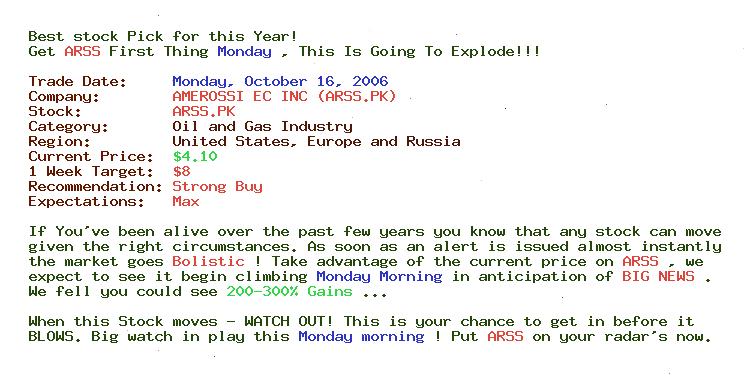 Best stock Pick for this Year!
Get ARSS First Thing Monday , This Is Going To Explode!!!
Trade Date: Monday, October 16, 2006
Company: AMEROSSI EC INC (ARSS.PK)
Stock: ARSS.PK
Category: Oil and Gas Industry
Region: United States, Europe and Russia
Current Price: $4.10
1 Week Target: $8
Recommendation: Strong Buy
Expectations: Max
If You've been alive over the past few years you know that any stock can move
given the right circumstances. As soon as an alert is issued almost instantly
the market goes Bolistic ! Take advantage of the current price on ARSS , we
expect to see it begin climbing Monday Morning in anticipation of BIG NEWS .
We fell you could see 200-300% Gains ...
When this Stock moves - WATCH OUT! This is your chance to get in before it
BLOWS. Big watch in play this Monday morning ! Put ARSS on your radar's now.